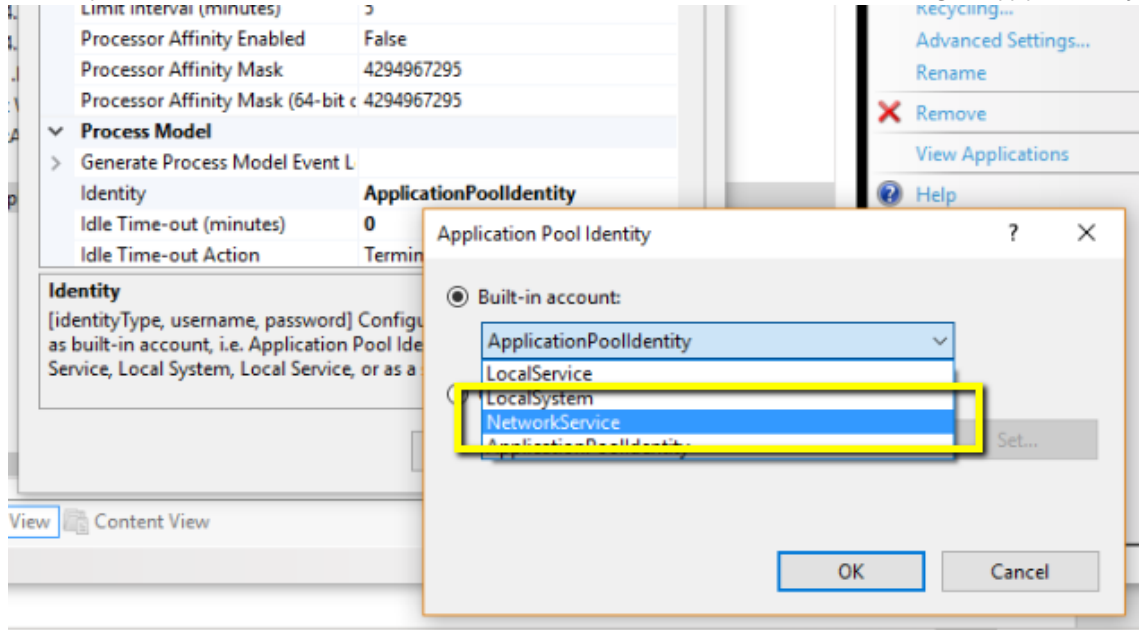 Limit Interval (minutes) 5
Processor Affinity Enabled False
Processor Affinity Mask 4294967295
Processor Affinity Mask (64-bit c 4294967295
Process Model
Generate Process Model Event L
Identity ApplicationPoolIdentity
Idle Time-out (minutes) 0
Idle Time-out Action Termin
Identity
[identityType, username, password] Configu
as built-in account, i.e. Application Pool Ide
Service, Local System, Local Service, or as a
View Content View
Recycling...
Advanced Settings...
Rename
Remove
View Applications
Help
Application Pool Identity ?
Built-in account:
ApplicationPoolIdentity
LocalService
LocalSystem
NetworkService
ApplicationPoolIdentity
Set...
OK Cancel